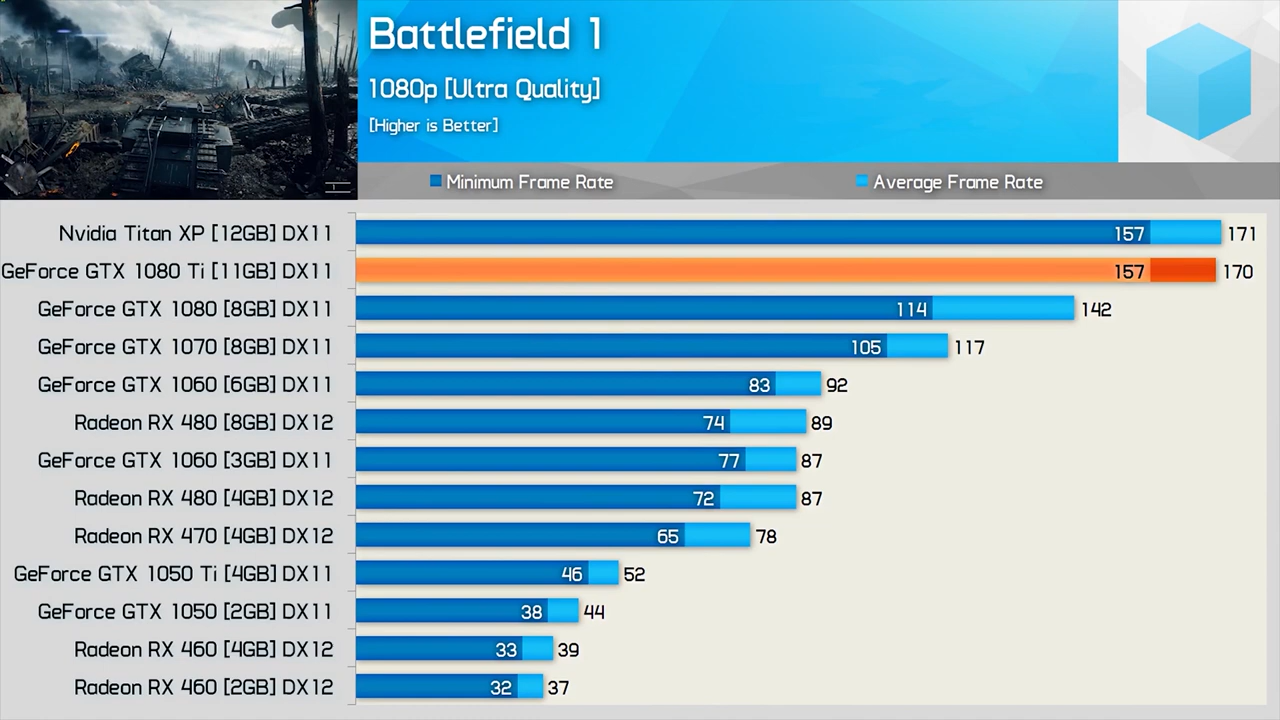 Battlefield 1
1080p [Ultra Quality]
[Higher is Better]
Minimum Frame Rate Average Frame Rate
Nvidia Titan XP [12GB] DX11 157 171
GeForce GTX 1080 Ti [11GB] DX11 157 170
GeForce GTX 1080 [8GB] DX11 114 142
GeForce GTX 1070 [8GB] DX11 105 117
GeForce GTX 1060 [6GB] DX11 83 92
Radeon RX 480 [8GB] DX12 74 89
GeForce GTX 1060 [3GB] DX11 77 87
Radeon RX 480 [4GB] DX12 72 87
Radeon RX 470 [4GB] DX12 65 78
GeForce GTX 1050 Ti [4GB] DX11 46 52
GeForce GTX 1050 [2GB] DX11 38 44
Radeon RX 460 [4GB] DX12 33 39
Radeon RX 460 [2GB] DX12 32 37